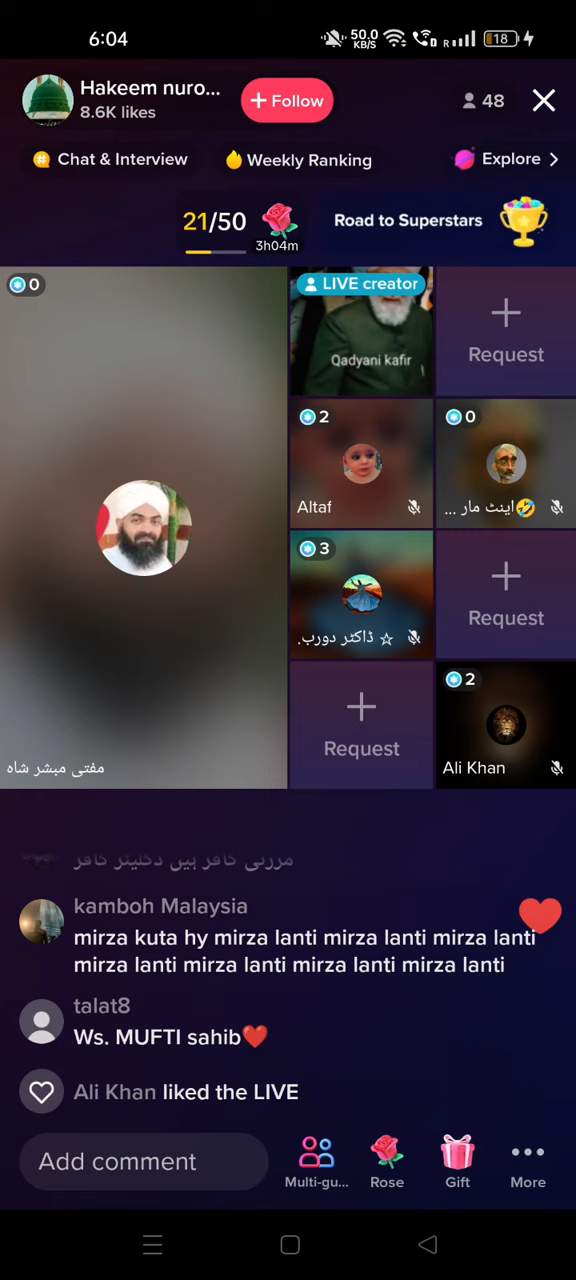 6:04
50.0
KB/S
R
18
Hakeem nuro...
8.6K likes
+ Follow
48
Chat & Interview
Weekly Ranking
Explore >
21/50
3h04m
Road to Superstars
0
LIVE creator
Qadyani kafir
Request
2
Altaf
0
اینٹ مار ...
3
ڈاکٹر دورب.
Request
Request
2
Ali Khan
مفتی مبشر شاہ
کافر ہیں
کافر
kamboh Malaysia
mirza kuta hy mirza lanti mirza lanti mirza lanti
mirza lanti mirza lanti mirza lanti mirza lanti
talat8
Ws. MUFTI sahib❤️
Ali Khan liked the LIVE
Add comment
Multi-gu...
Rose
Gift
More